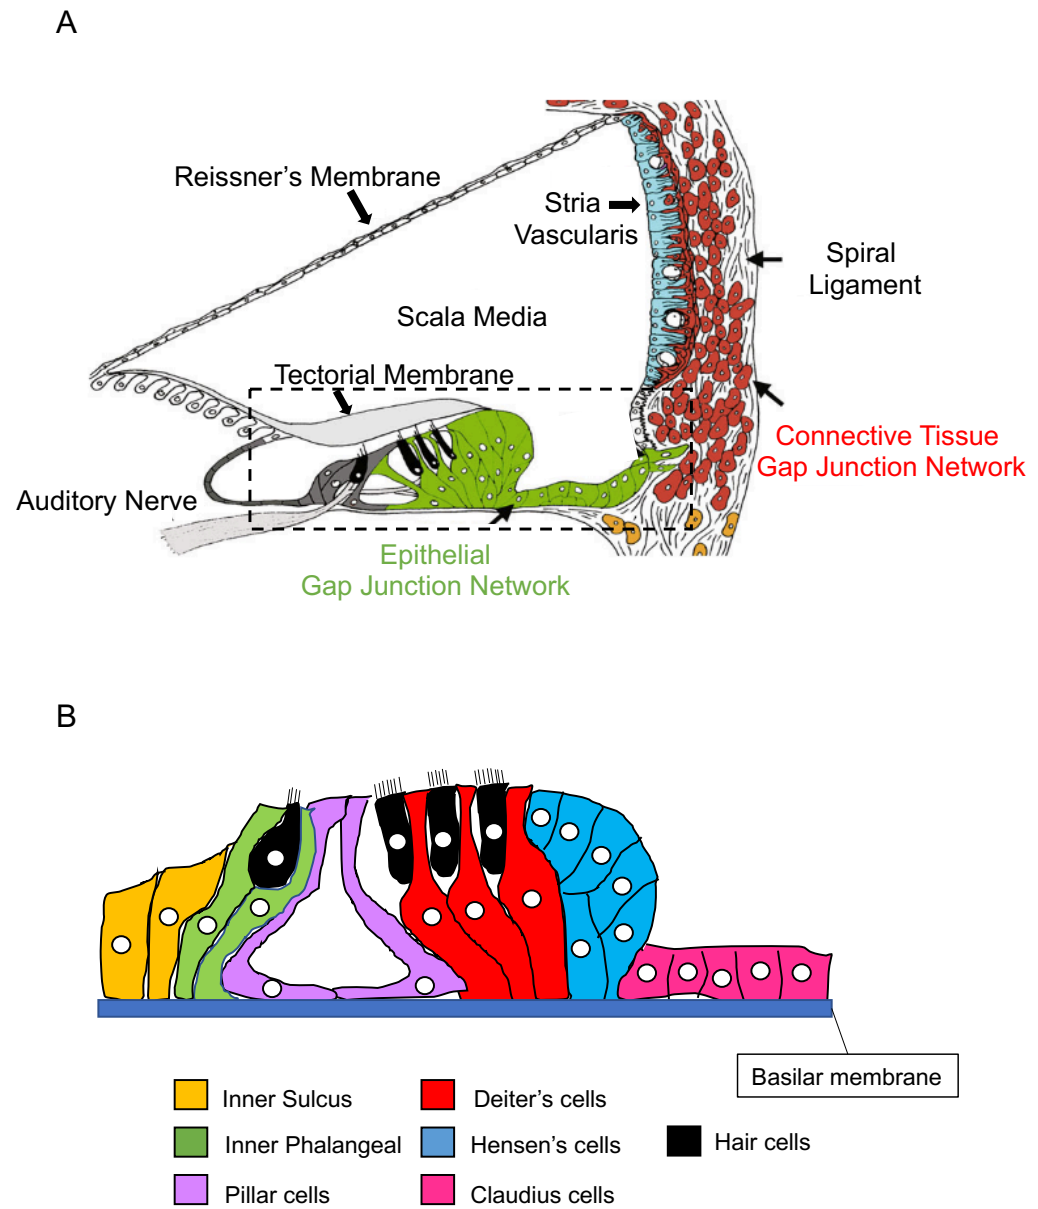 A
Reissner's Membrane
Stria
Vascularis
Spiral
Ligament
Scala Media
Tectorial Membrane
Connective Tissue
Gap Junction Network
Auditory Nerve
Epithelial
Gap Junction Network
B
Basilar membrane
Inner Sulcus
Deiter's cells
Inner Phalangeal
Hensen's cells
Hair cells
Pillar cells
Claudius cells